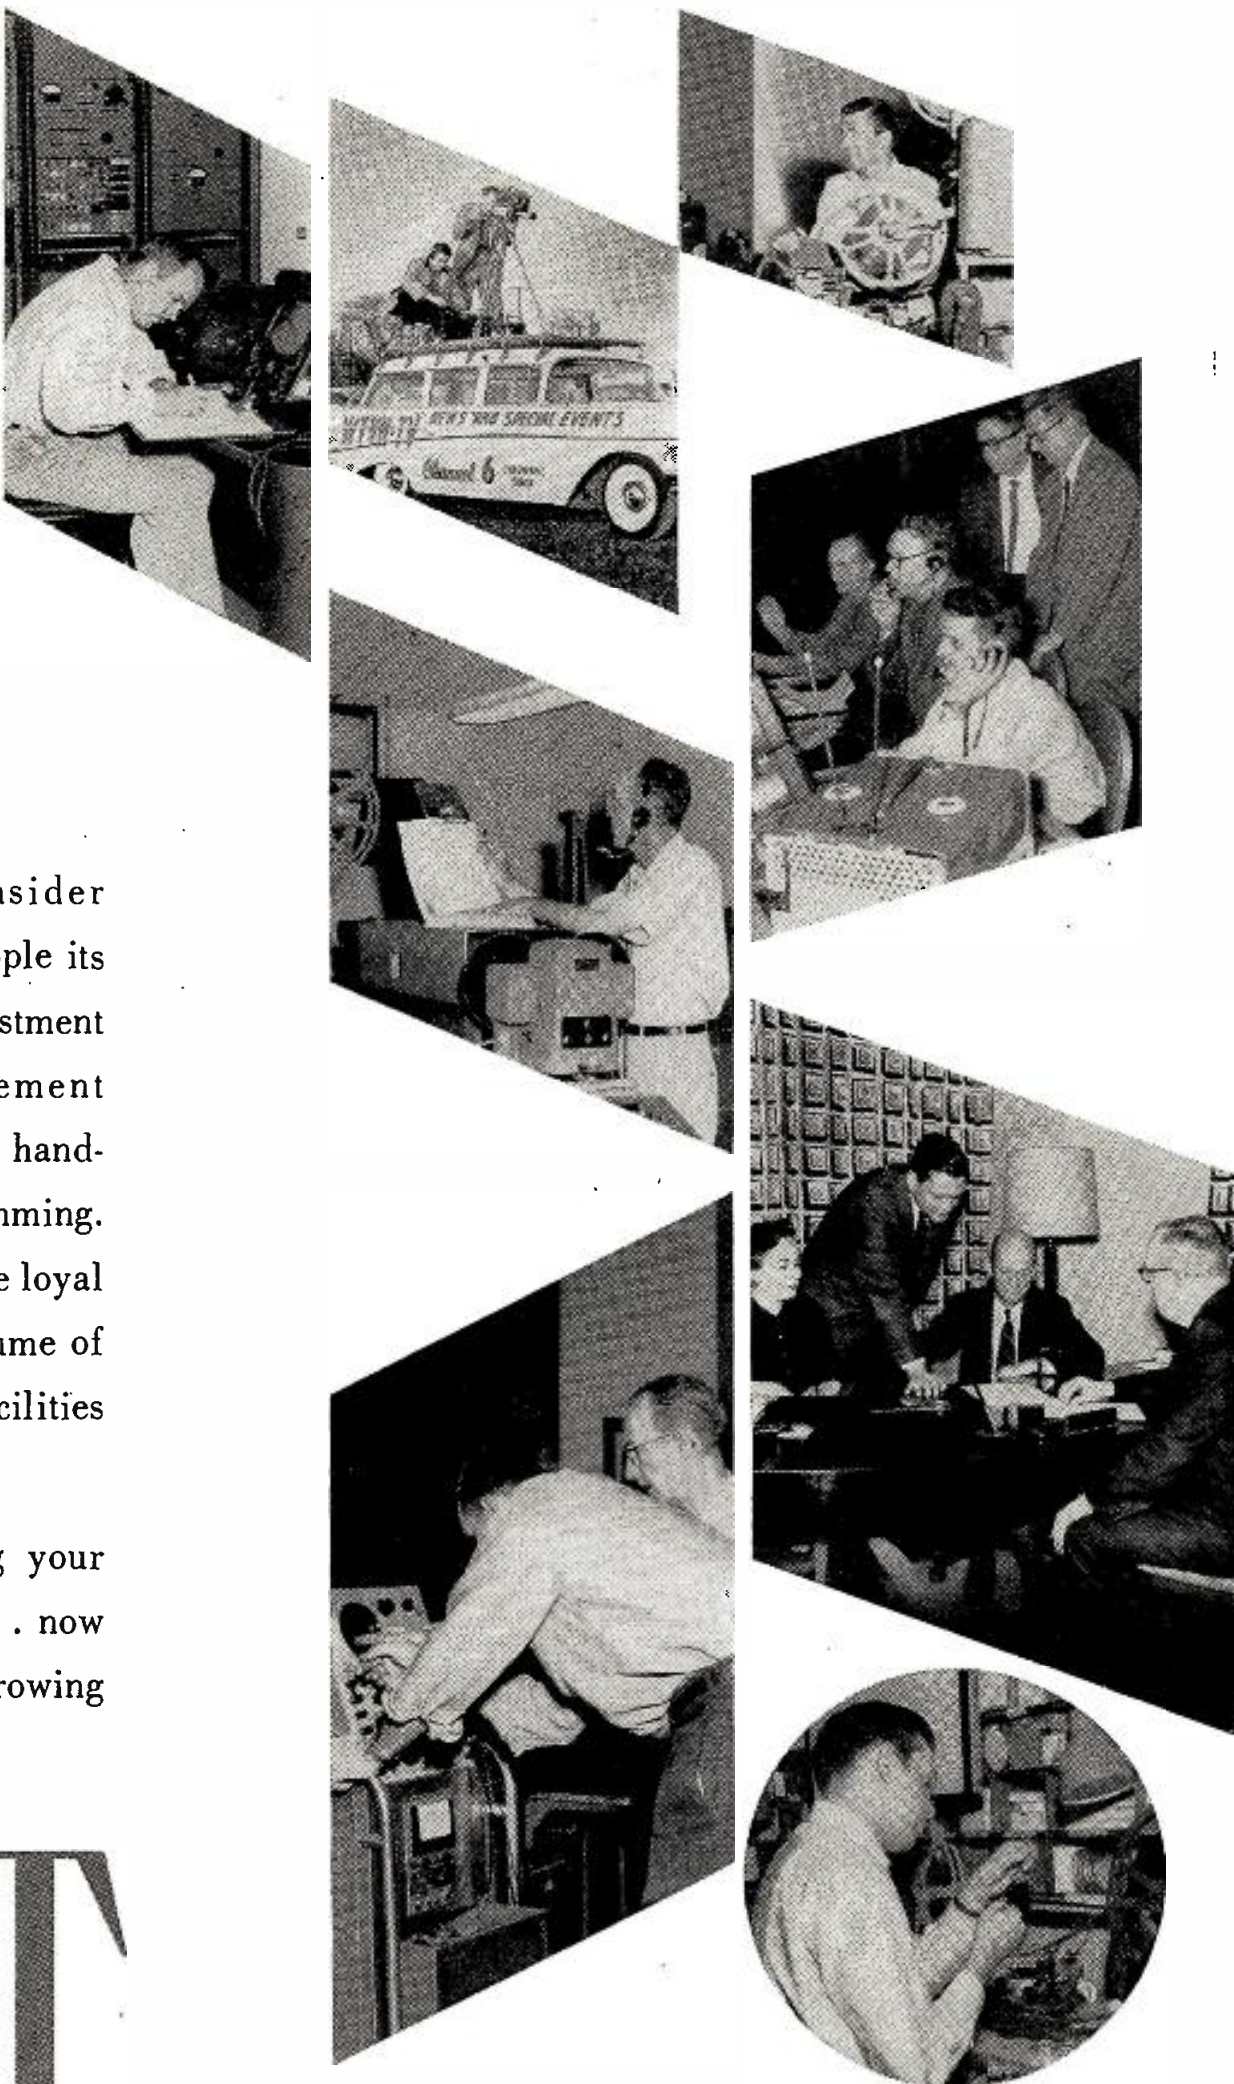 NEWS AND SPECIAL EVENTS
Channel 6
nsider
ple its
stment
ement
hand-
nming.
e loyal
ume of
cilities
g your
. now
rowing
T